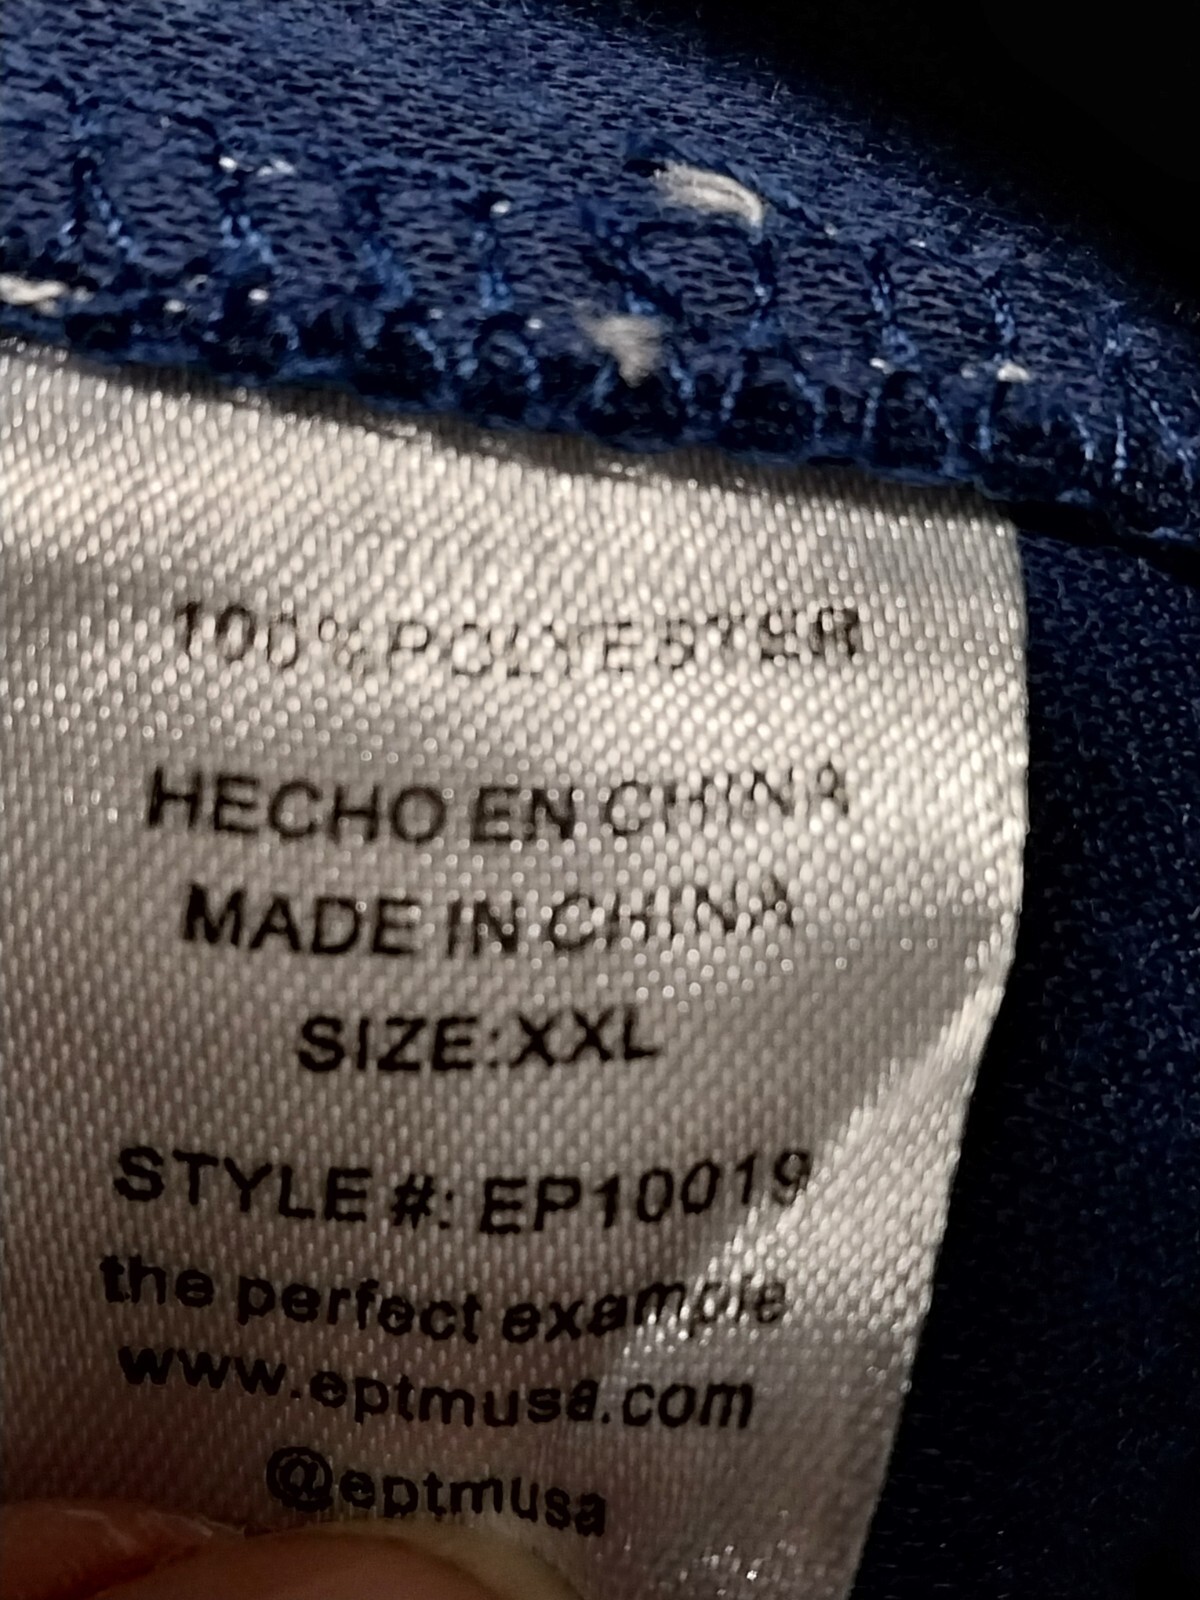 100% POLYESTER
HECHO EN CHINA
MADE IN CHINA
SIZE:XXL
STYLE #: EP10019
the perfect example
www.eptmusa.com
@eptmusa